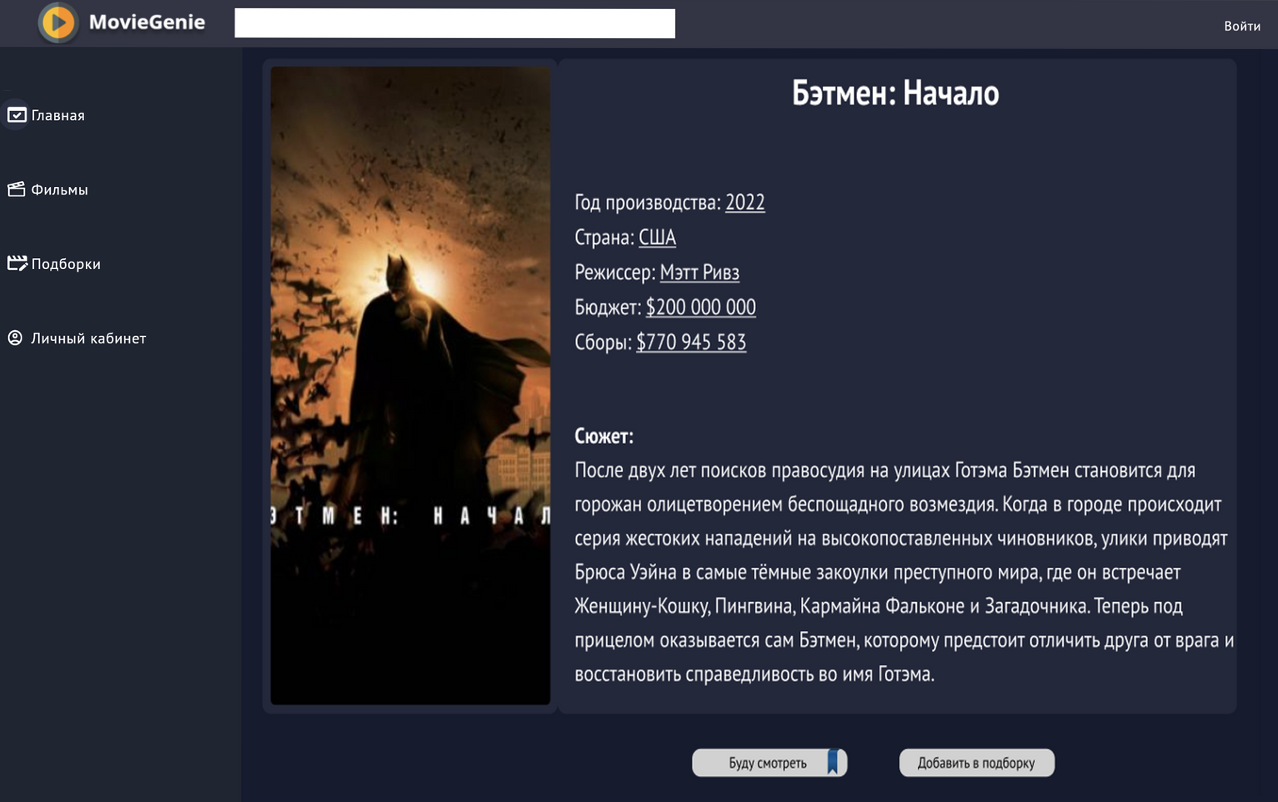 MovieGenie
Войти
Главная
Фильмы
Подборки
Личный кабинет
ЭТМЕН: НАЧАЛ
Бэтмен: Начало
Год производства: 2022
Страна: США
Режиссер: Мэтт Ривз
Бюджет: $200 000 000
Сборы: $770 945 583
Сюжет:
После двух лет поисков правосудия на улицах Готэма Бэтмен становится для
горожан олицетворением беспощадного возмездия. Когда в городе происходит
серия жестоких нападений на высокопоставленных чиновников, улики приводят
Брюса Уэйна в самые тёмные закоулки преступного мира, где он встречает
Женщину-Кошку, Пингвина, Кармайна Фальконе и Загадочника. Теперь под
прицелом оказывается сам Бэтмен, которому предстоит отличить друга от врага и
восстановить справедливость во имя Готэма.
Буду смотреть
Добавить в подборку